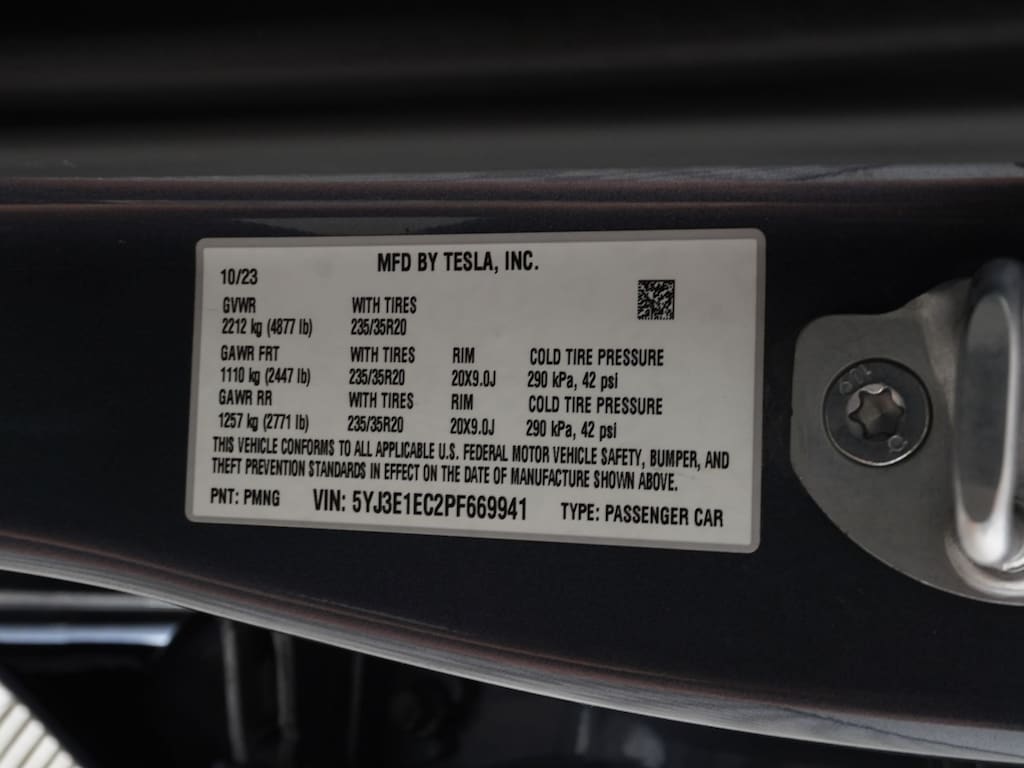 MFD BY TESLA, INC.
10/23
GVWR WITH TIRES
2212 kg (4877 lb) 235/35R20
GAWR FRT WITH TIRES RIM COLD TIRE PRESSURE
1110 kg (2447 lb) 235/35R20 20X9.0J 290 kPa, 42 psi
GAWR RR WITH TIRES RIM COLD TIRE PRESSURE
1257 kg (2771 lb) 235/35R20 20X9.0J 290 kPa, 42 psi
THIS VEHICLE CONFORMS TO ALL APPLICABLE U.S. FEDERAL MOTOR VEHICLE SAFETY, BUMPER, AND
THEFT PREVENTION STANDARDS IN EFFECT ON THE DATE OF MANUFACTURE SHOWN ABOVE.
PNT: PMNG VIN: 5YJ3E1EC2PF669941 TYPE: PASSENGER CAR